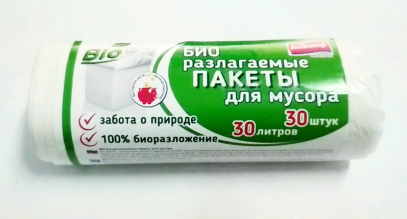 Bio
БИО
разлагаемые
ПАКЕТЫ
для мусора
забота о природе
100% биоразложение
30 литров
30 штук